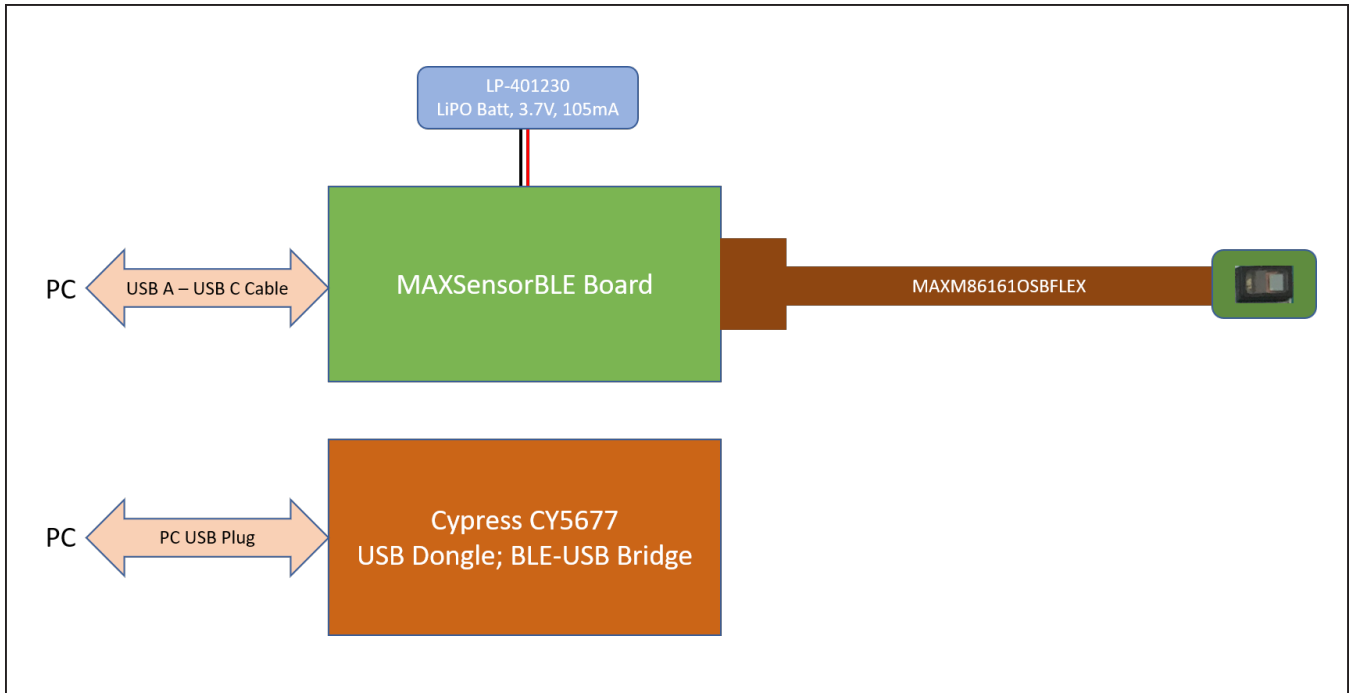 LP-401230
LiPO Batt, 3.7V, 105mA
PC
USB A – USB C Cable
MAXSensorBLE Board
MAXM86161OSBFLEX
PC
PC USB Plug
Cypress CY5677
USB Dongle; BLE-USB Bridge